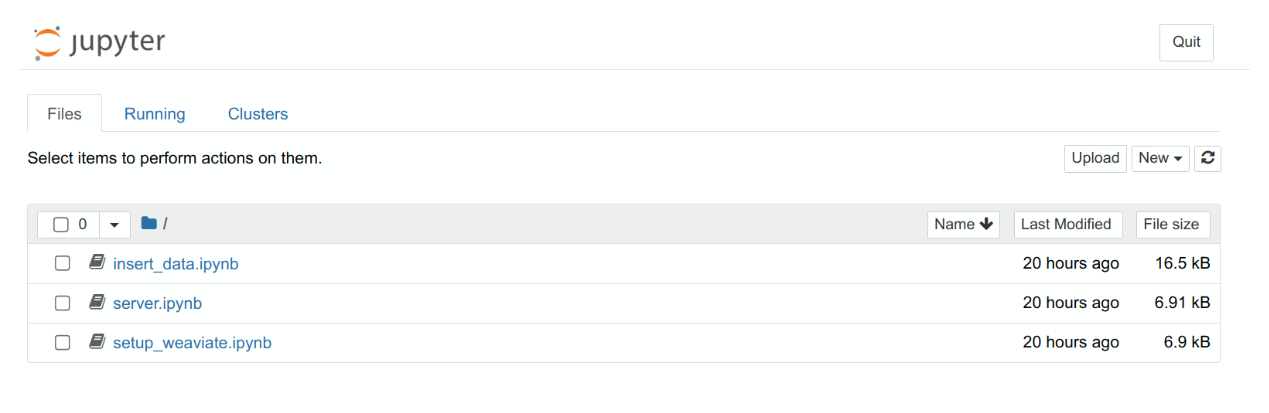 jupyter
Quit
Files Running Clusters
Select items to perform actions on them.
Upload New
0 / Name Last Modified File size
insert_data.ipynb 20 hours ago 16.5 kB
server.ipynb 20 hours ago 6.91 kB
setup_weaviate.ipynb 20 hours ago 6.9 kB